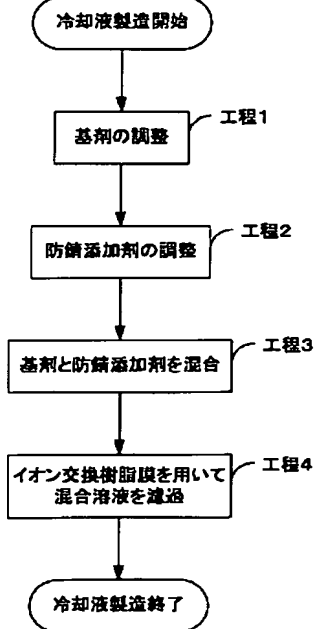 冷却液製造開始
工程1
基剤の調整
工程2
防錆添加剤の調整
工程3
基剤と防錆添加剤を混合
工程4
イオン交換樹脂膜を用いて
混合溶液を濾過
冷却液製造終了